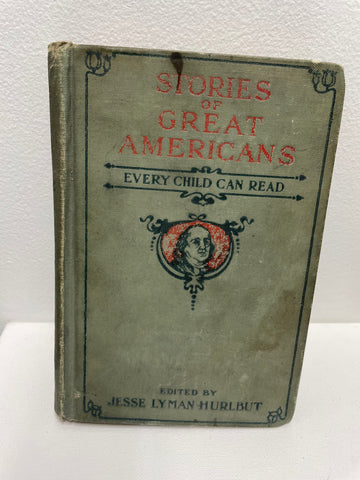 STORIES
OF
GREAT
AMERICANS
EVERY CHILD CAN READ
EDITED BY
JESSE LYMAN HURLBUT